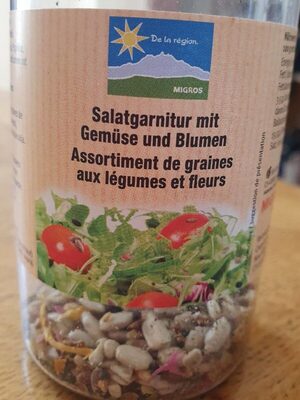 De la région.
MIGROS
Salatgarnitur mit
Gemüse und Blumen
Assortiment de graines
aux légumes et fleurs